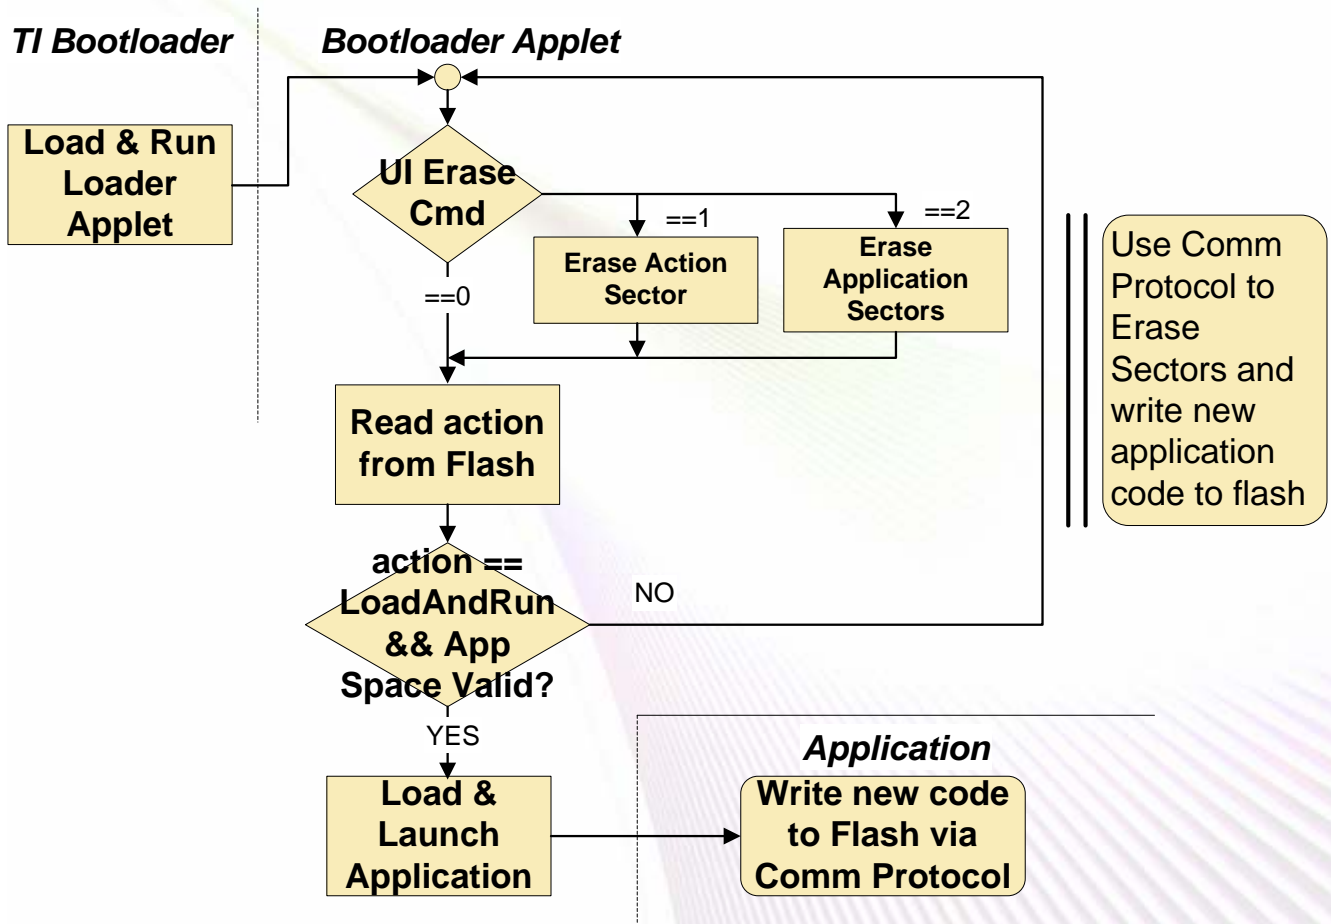 TI Bootloader
Bootloader Applet
Load & Run
Loader
Applet
UI Erase
Cmd
==1
==2
==0
Erase Action
Sector
Erase
Application
Sectors
Use Comm
Protocol to
Erase
Sectors and
write new
application
code to flash
Read action
from Flash
action ==
LoadAndRun
&& App
Space Valid?
NO
YES
Load &
Launch
Application
Application
Write new code
to Flash via
Comm Protocol